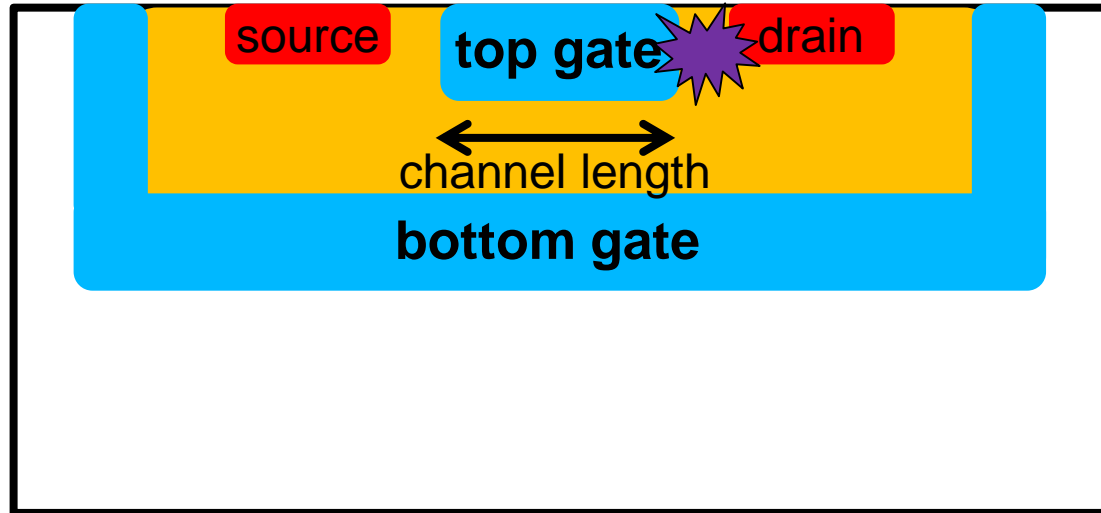 source
top gate
drain
channel length
bottom gate